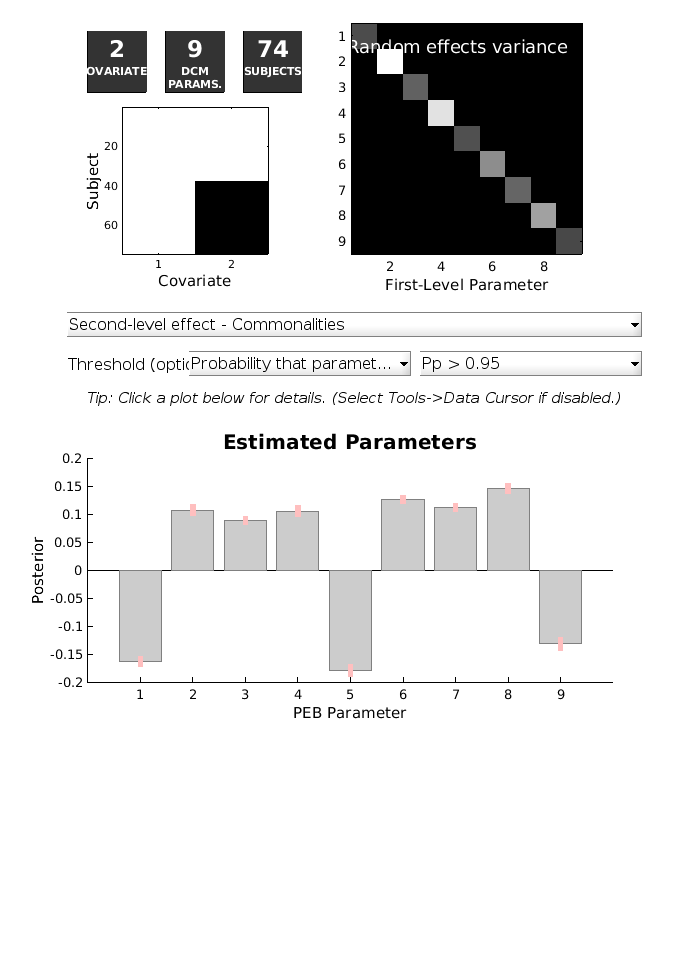 2
OVARIATE
9
DCM
PARAMS.
74
SUBJECTS
Random effects variance
1
2
3
4
5
6
7
8
9
2 4 6 8
First-Level Parameter
Subject
20
40
60
1 2
Covariate
Second-level effect - Commonalities
Threshold (optic
Probability that paramet... Pp > 0.95
Tip: Click a plot below for details. (Select Tools->Data Cursor if disabled.)
Estimated Parameters
Posterior
0.2
0.15
0.1
0.05
0
-0.05
-0.1
-0.15
-0.2
1 2 3 4 5 6 7 8 9
PEB Parameter